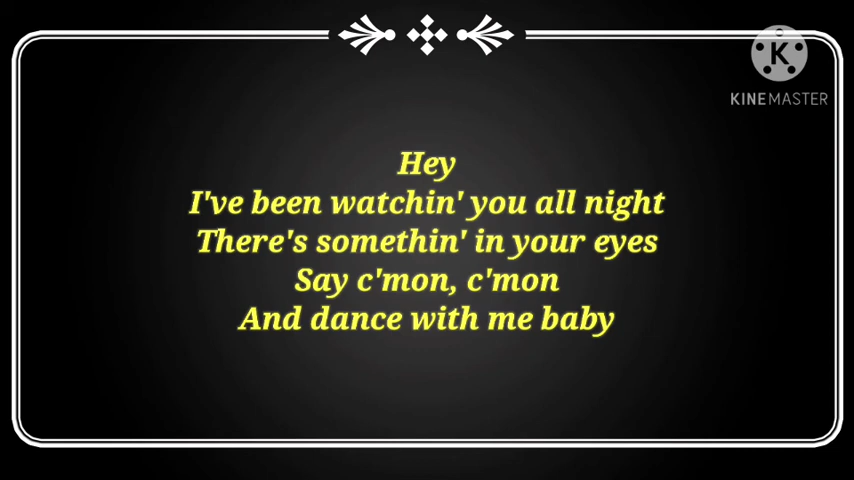 K
KINEMASTER
Hey
I've been watchin' you all night
There's somethin' in your eyes
Say c'mon, c'mon
And dance with me baby